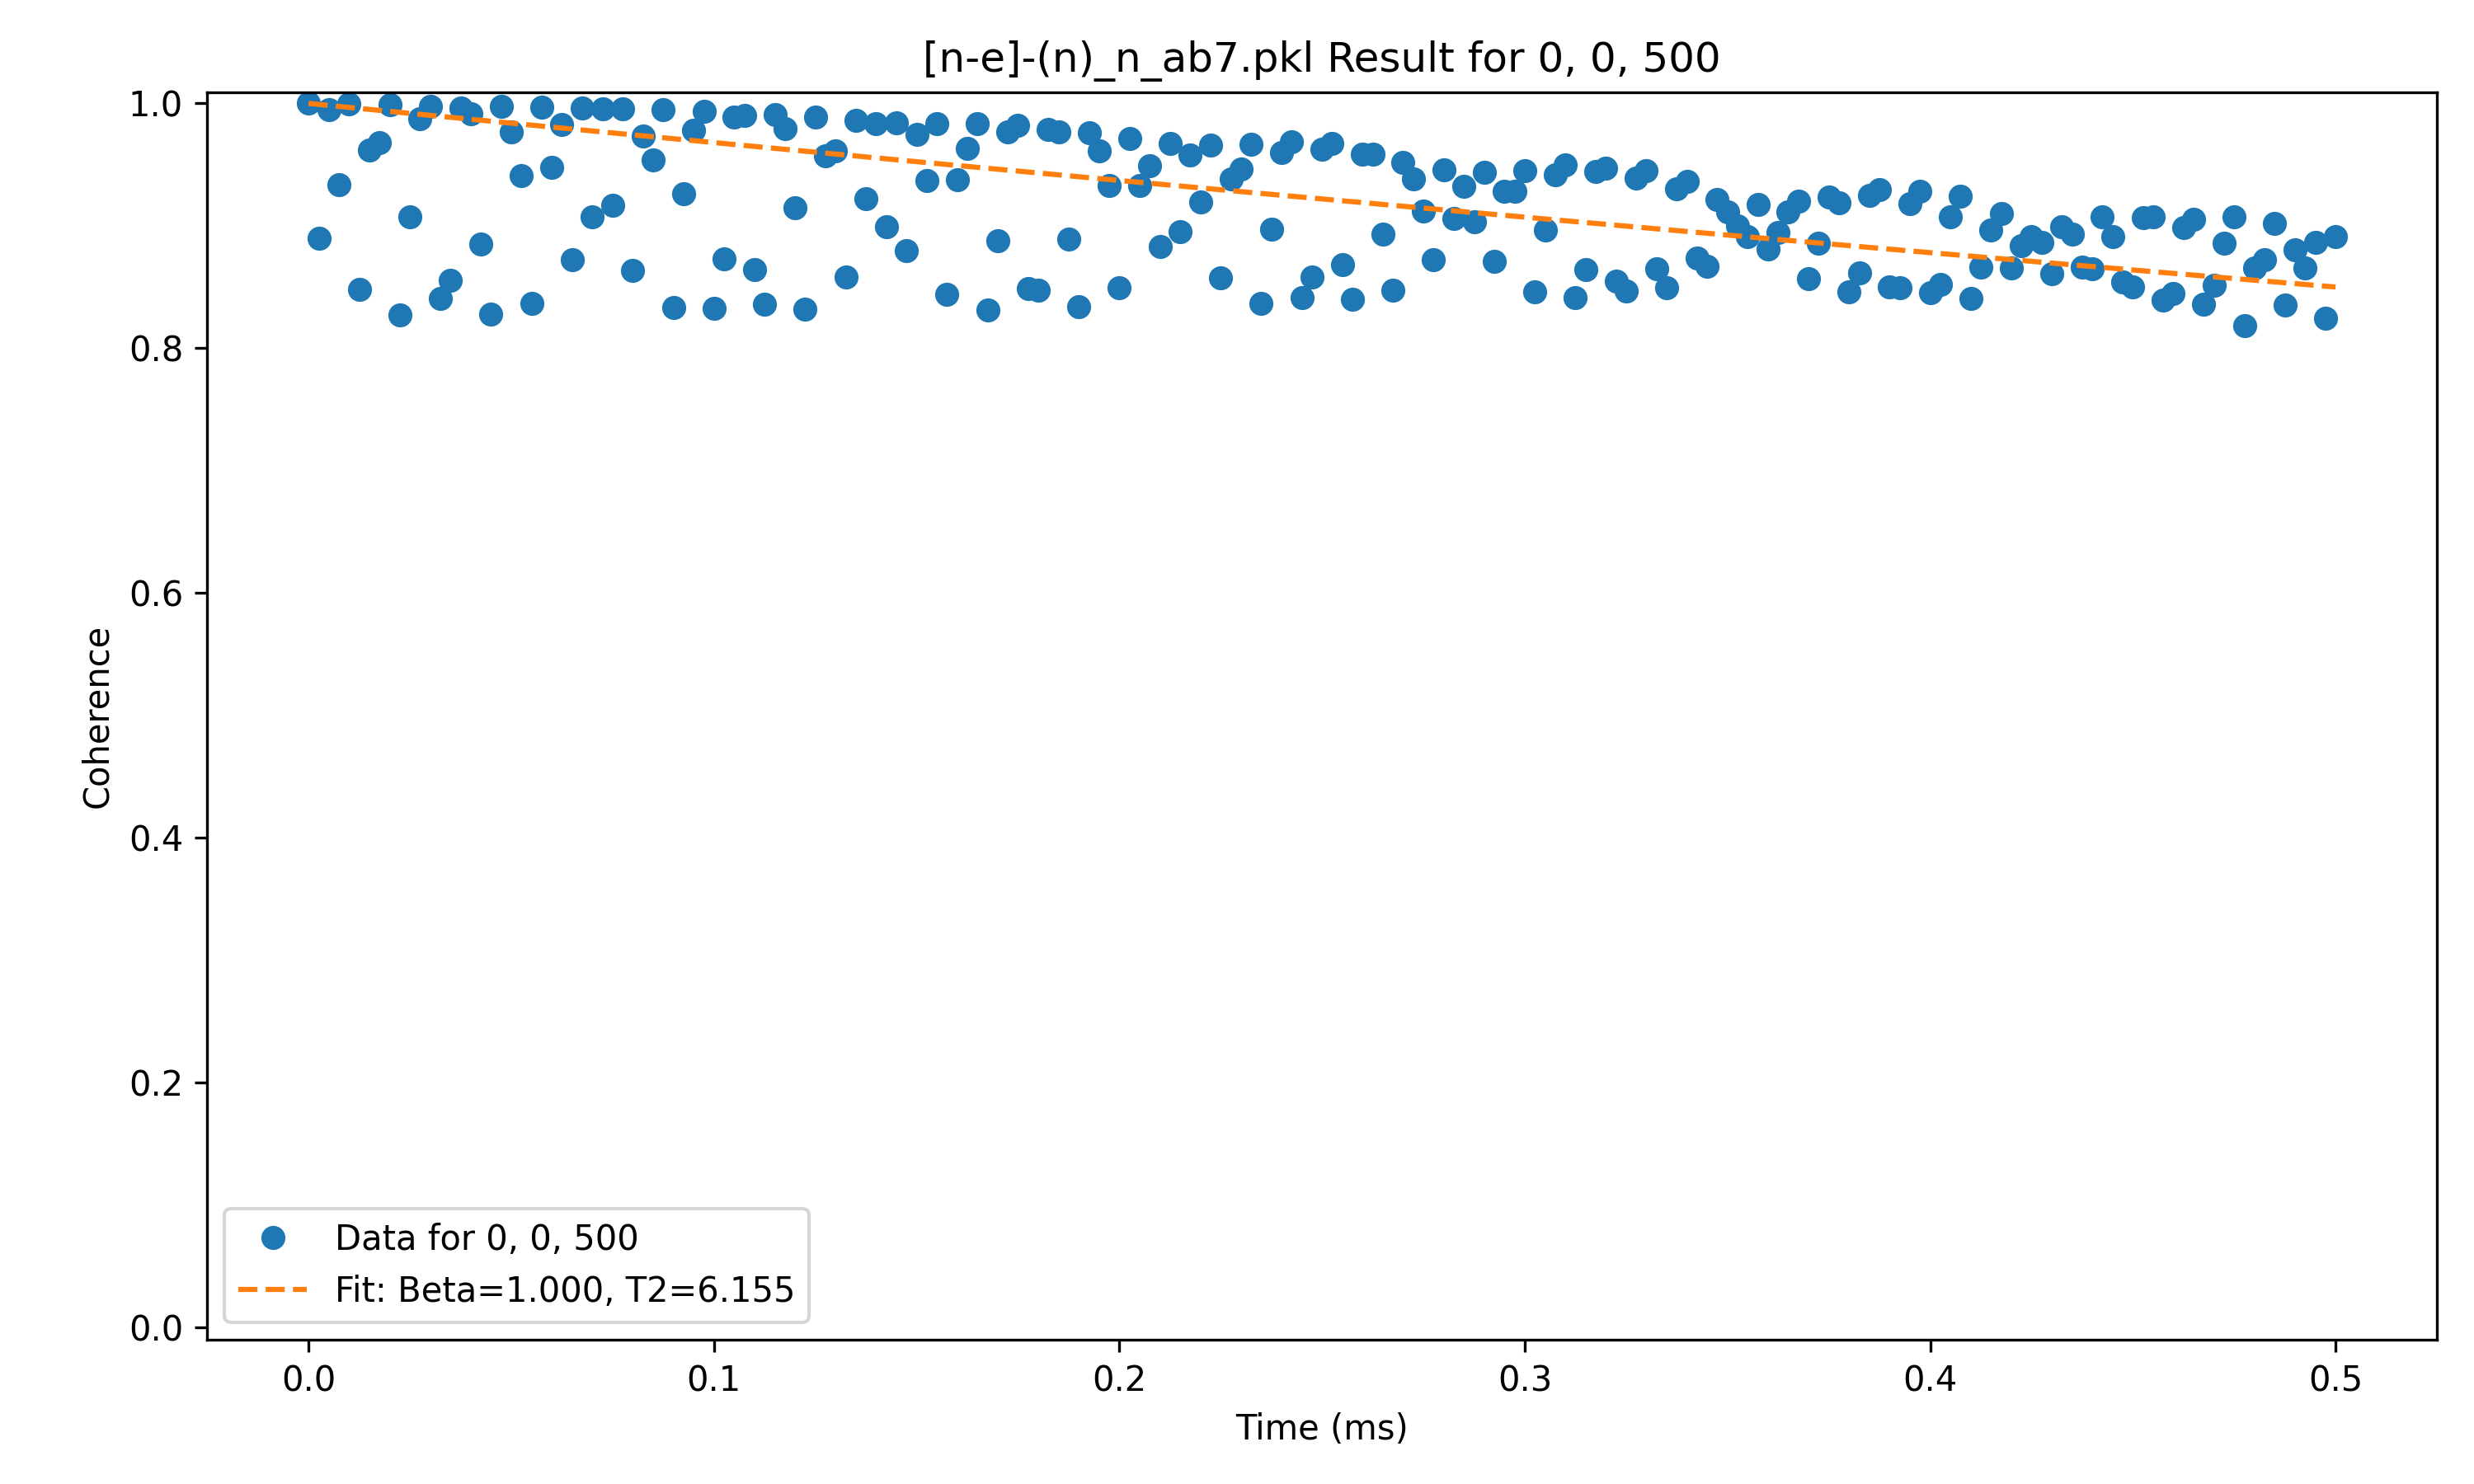 [n-e]-(n)_n_ab7.pkl Result for 0, 0, 500
1.0
0.8
0.6
0.4
0.2
0.0
Coherence
Data for 0, 0, 500
Fit: Beta=1.000, T2=6.155
0.0 0.1 0.2 0.3 0.4 0.5
Time (ms)